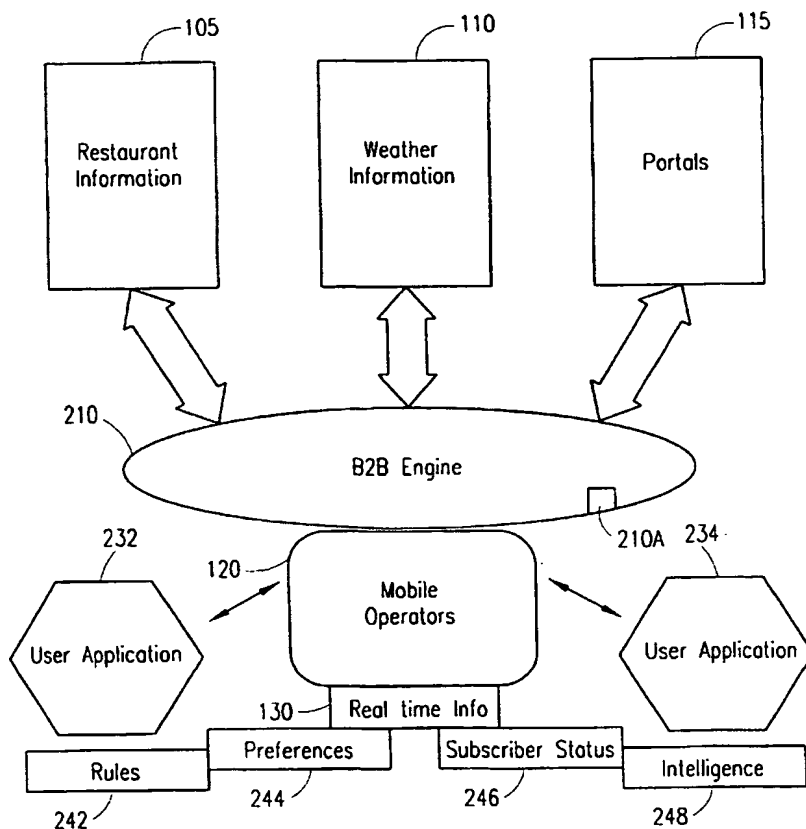 105
110
115
Restaurant
Information
Weather
Information
Portals
210
B2B Engine
210A
232
120
234
Mobile
Operators
User Application
User Application
130
Real time Info
Preferences
Subscriber Status
Rules
Intelligence
242
244
246
248